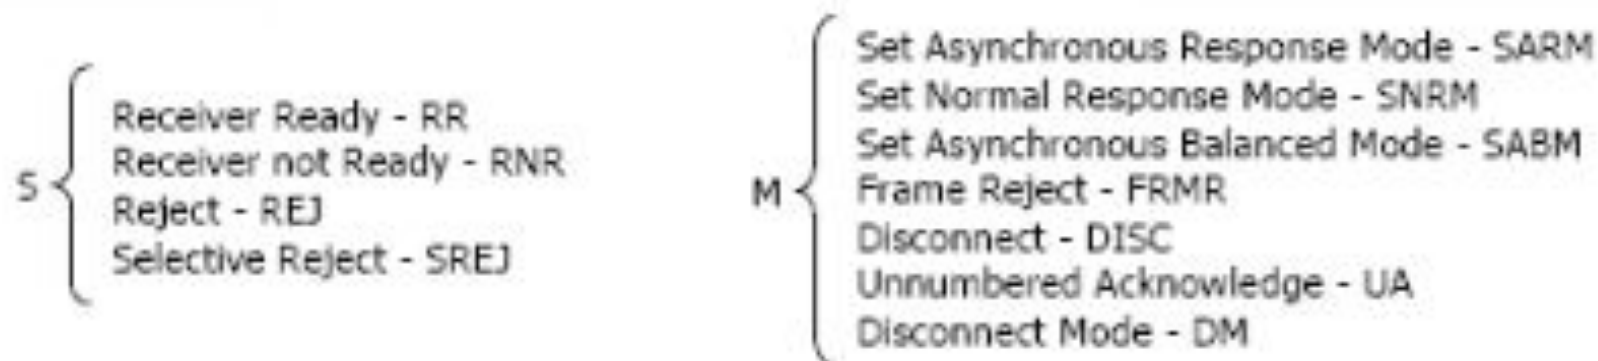 S
Receiver Ready - RR
Receiver not Ready - RNR
Reject - REJ
Selective Reject - SREJ
M
Set Asynchronous Response Mode - SARM
Set Normal Response Mode - SNRM
Set Asynchronous Balanced Mode - SABM
Frame Reject - FRMR
Disconnect - DISC
Unnumbered Acknowledge - UA
Disconnect Mode - DM